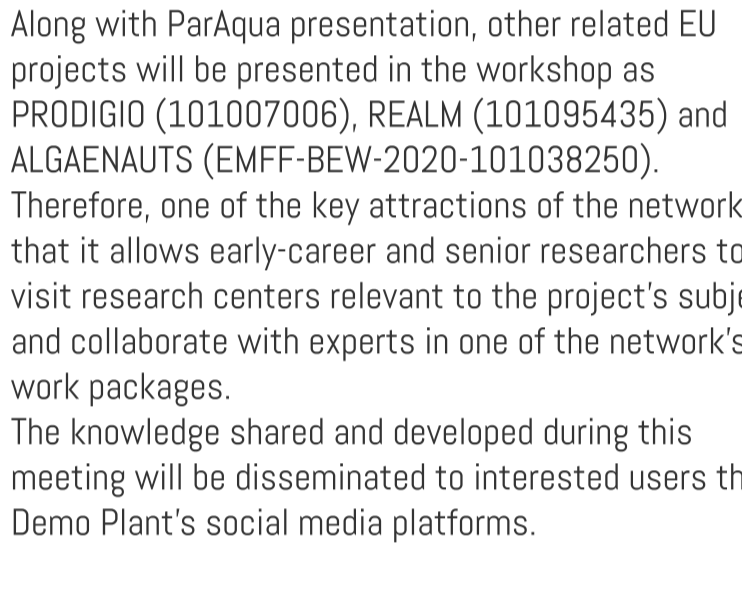 Along with ParAqua presentation, other related EU
projects will be presented in the workshop as
PRODIGIO (101007006), REALM (101095435) and
ALGAENAUTS (EMFF-BEW-2020-101038250).
Therefore, one of the key attractions of the network
that it allows early-career and senior researchers to
visit research centers relevant to the project's
and collaborate with experts in one of the network's
work packages.
The knowledge shared and developed during this
meeting will be disseminated to interested users
Demo Plant's social media platforms.